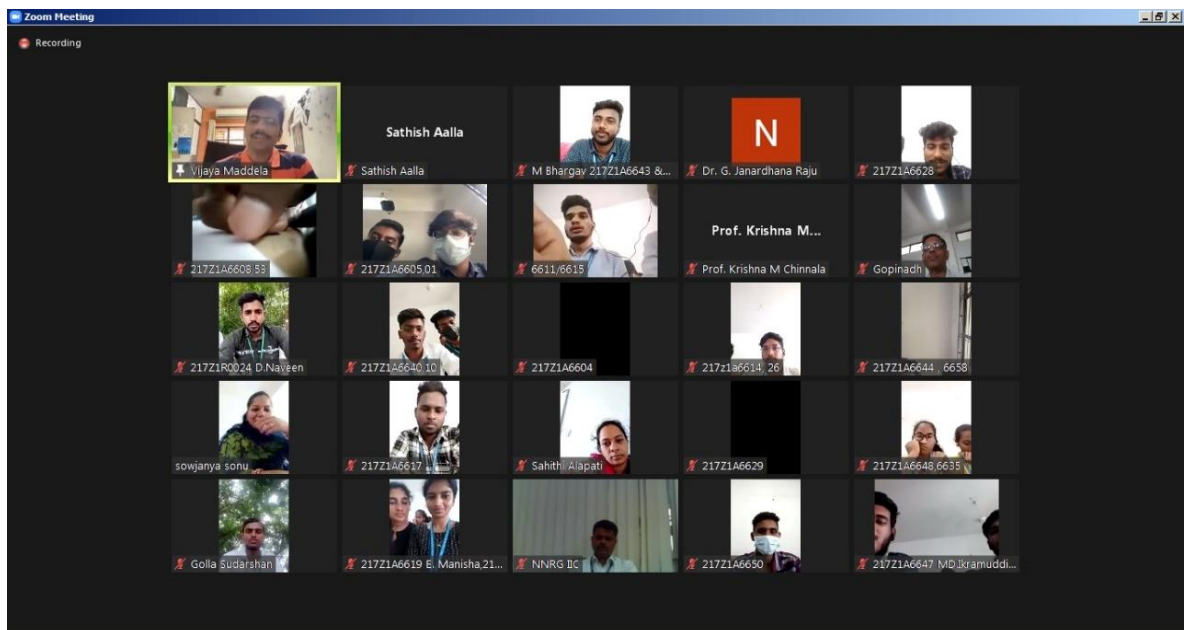 Zoom Meeting
Recording
Vijaya Maddela
Sathish Aalla
Sathish Aalla
M Bhargav 217Z1A6643 &...
N
Dr. G. Janardhana Raju
217Z1A6628
217Z1A6608,53
217Z1A6605,01
6611/6615
Prof. Krishna M...
Prof. Krishna M Chinnala
Gopinadh
217Z1R0024 D.Naveen
217Z1A6640,10
217Z1A6604
217z1a6614, 26
217Z1A6644 , 6658
sowjanya sonu
217Z1A6617
Sahithi Alapati
217Z1A6629
217Z1A6648,6635
Golla Sudarshan
217Z1A6619 E. Manisha,21...
NNRG IIC
217Z1A6650
217Z1A6647 MD.Ikramuddi...